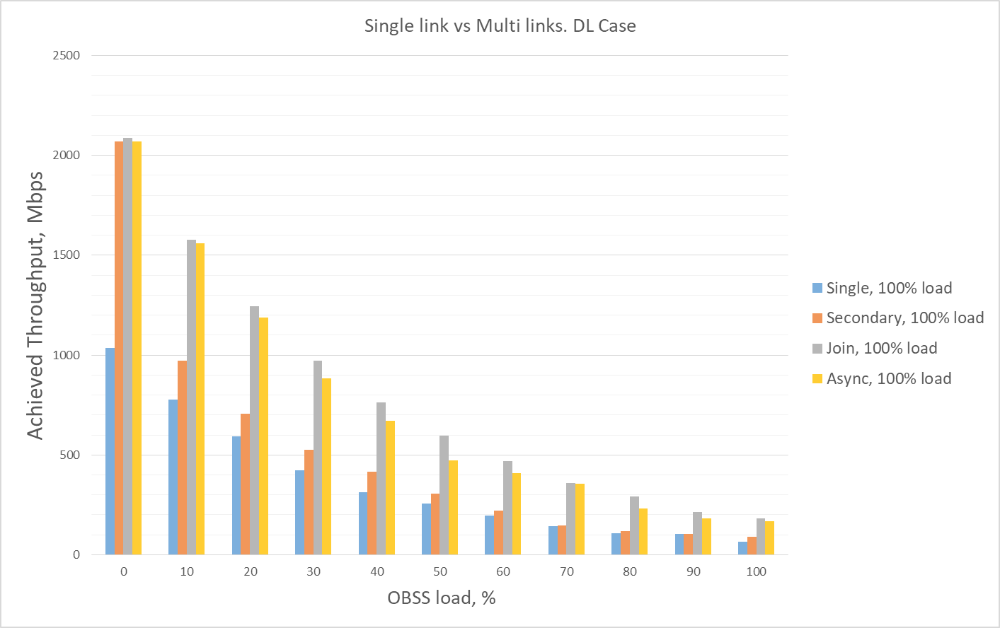 Single link vs Multi links. DL Case
2500
2000
1500
1000
500
0
Achieved Throughput, Mbps
0 10 20 30 40 50 60 70 80 90 100
OBSS load, %
Single, 100% load
Secondary, 100% load
Join, 100% load
Async, 100% load